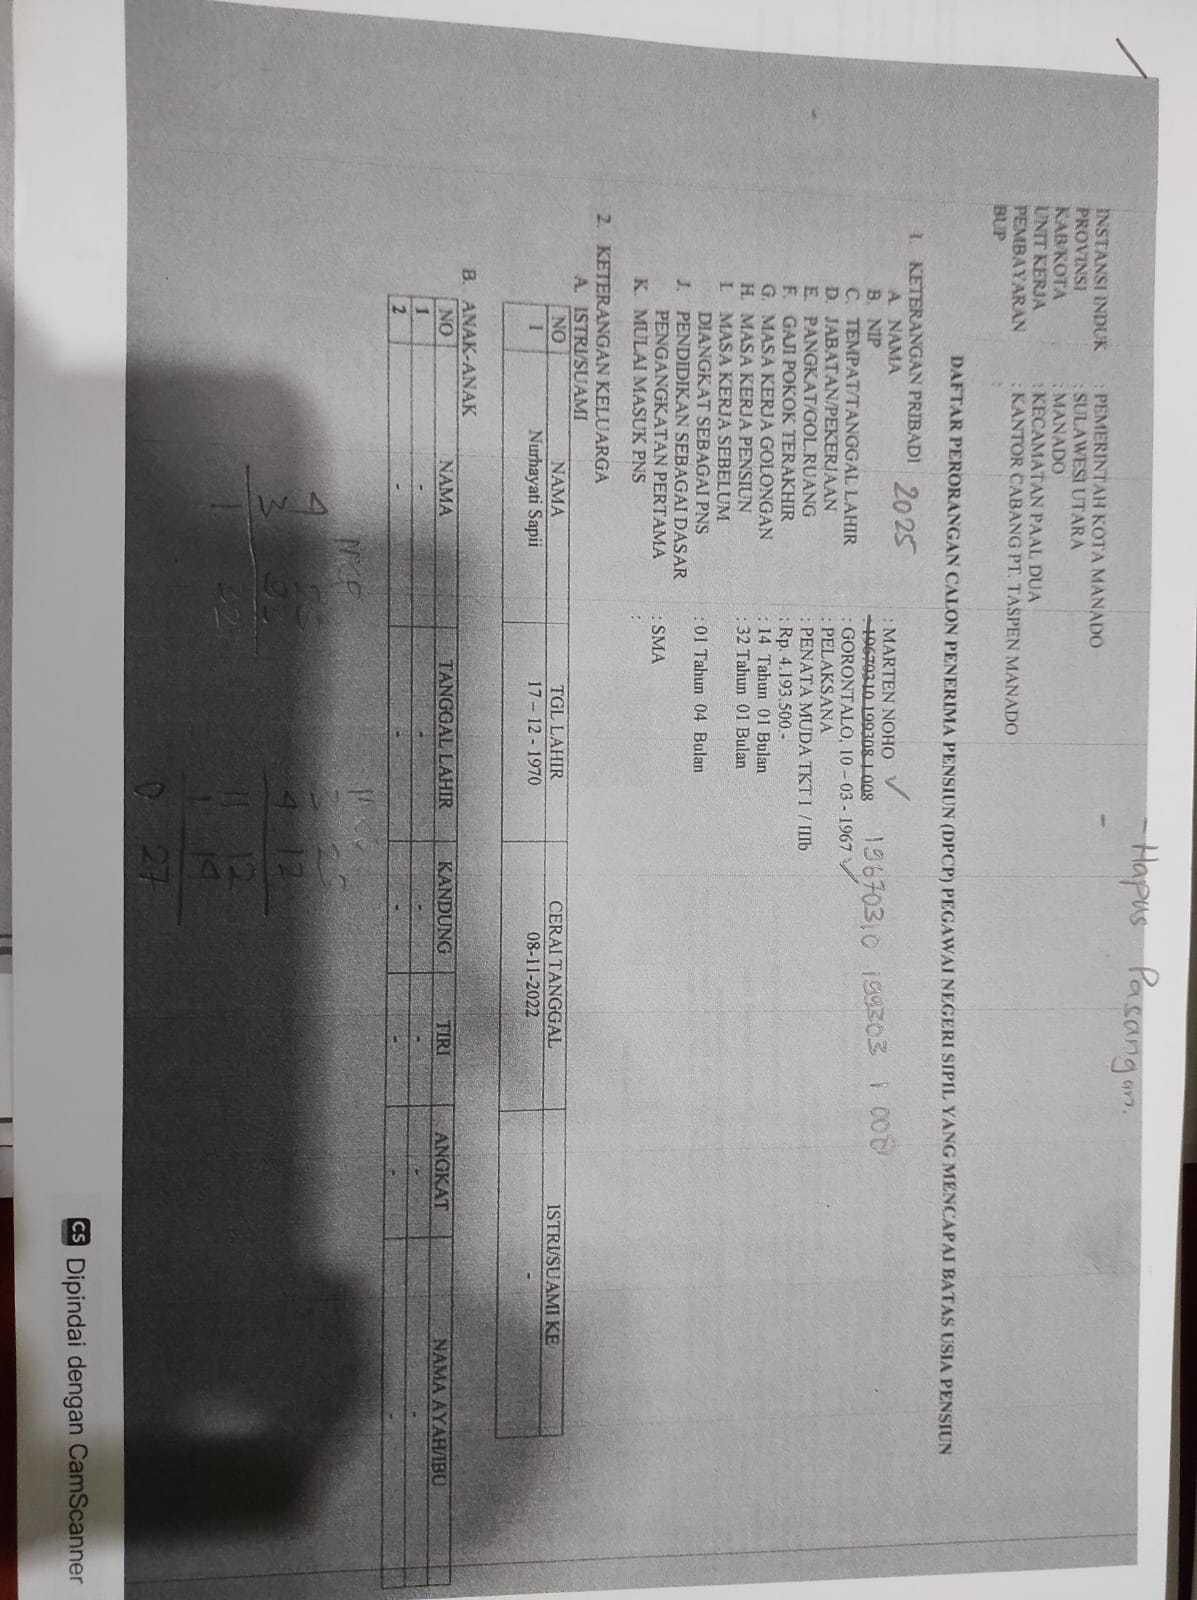 - Hapus Pasangan.
INSTANSI INDUK : PEMERINTAH KOTA MANADO
PROVINSI : SULAWESI UTARA
KAB/KOTA : MANADO
UNIT KERJA : KECAMATAN PAAL DUA
PEMBAYARAN : KANTOR CABANG PT. TASPEN MANADO
BUP :
DAFTAR PERORANGAN CALON PENERIMA PENSIUN (DPCP) PEGAWAI NEGERI SIPIL YANG MENCAPAI BATAS USIA PENSIUN
1. KETERANGAN PRIBADI 2025
A. NAMA : MARTEN NOHO ✓
B. NIP 19670310 199308 1 008 19670310 199303 1 008
C. TEMPAT/TANGGAL LAHIR : GORONTALO, 10 – 03 - 1967 ✓
D. JABATAN/PEKERJAAN : PELAKSANA
E. PANGKAT/GOL.RUANG : PENATA MUDA TKT I / IIIb
F. GAJI POKOK TERAKHIR : Rp. 4.193.500.-
G. MASA KERJA GOLONGAN : 14 Tahun 01 Bulan
H. MASA KERJA PENSIUN : 32 Tahun 01 Bulan
I. MASA KERJA SEBELUM
DIANGKAT SEBAGAI PNS : 01 Tahun 04 Bulan
J. PENDIDIKAN SEBAGAI DASAR
PENGANGKATAN PERTAMA : SMA
K. MULAI MASUK PNS :
2. KETERANGAN KELUARGA
A. ISTRI/SUAMI
NO NAMA TGL LAHIR CERAI TANGGAL ISTRI/SUAMI KE
1 Nurhayati Sapii 17 – 12 - 1970 08-11-2022 -
B. ANAK-ANAK
NO NAMA TANGGAL LAHIR KANDUNG TIRI ANGKAT NAMA AYAH/IBU
1 - - - - - -
2 - - - - - -
4
3
1 32
4 12
11 12
1 19
0 27
CS Dipindai dengan CamScanner